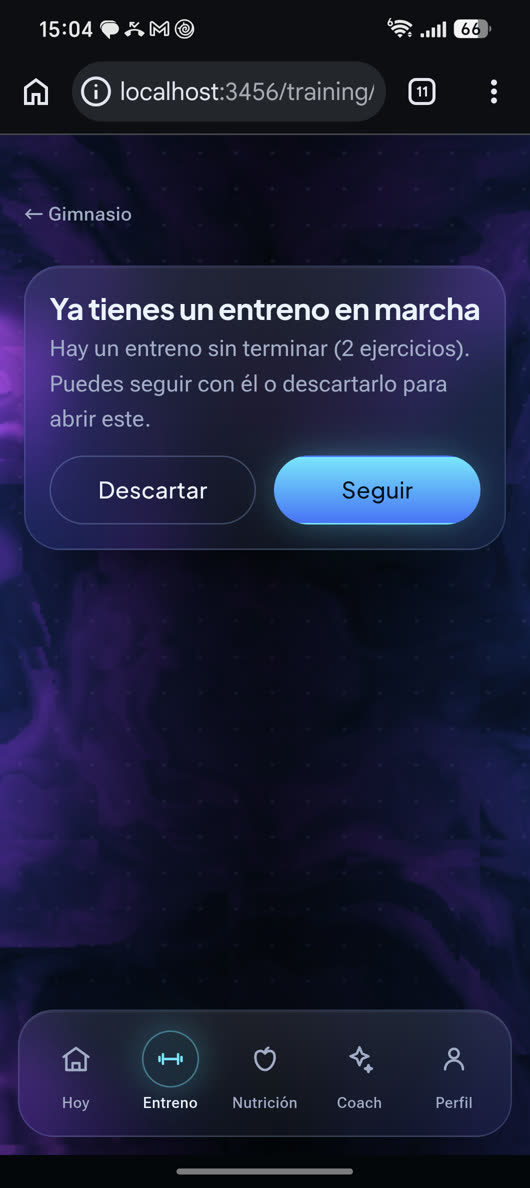 15:04
6
66
localhost:3456/training/
11
← Gimnasio
Ya tienes un entreno en marcha
Hay un entreno sin terminar (2 ejercicios).
Puedes seguir con él o descartarlo para
abrir este.
Descartar
Seguir
Hoy
Entreno
Nutrición
Coach
Perfil